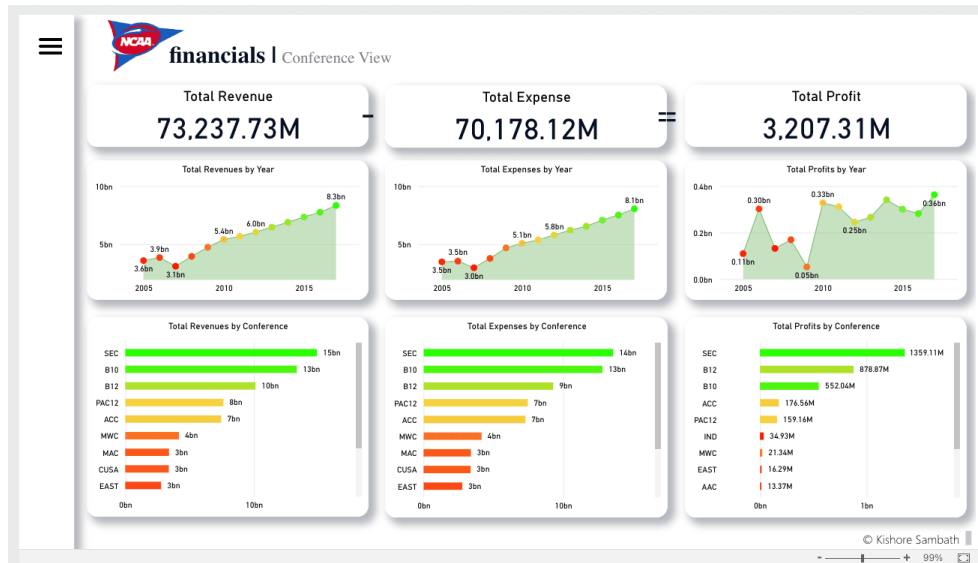 NCAA
financials | Conference View
Total Revenue
73,237.73M
-
Total Expense
70,178.12M
=
Total Profit
3,207.31M
Total Revenues by Year
10bn
5bn
3.6bn
3.9bn
3.1bn
5.4bn
6.0bn
8.3bn
2005
2010
2015
Total Expenses by Year
10bn
5bn
3.5bn
3.5bn
3.0bn
5.1bn
5.8bn
8.1bn
2005
2010
2015
Total Profits by Year
0.4bn
0.2bn
0.0bn
0.11bn
0.30bn
0.05bn
0.33bn
0.25bn
0.36bn
2005
2010
2015
Total Revenues by Conference
SEC 15bn
B10 13bn
B12 10bn
PAC12 8bn
ACC 7bn
MWC 4bn
MAC 3bn
CUSA 3bn
EAST 3bn
0bn 10bn
Total Expenses by Conference
SEC 14bn
B10 13bn
B12 9bn
PAC12 7bn
ACC 7bn
MWC 4bn
MAC 3bn
CUSA 3bn
EAST 3bn
0bn 10bn
Total Profits by Conference
SEC 1359.11M
B12 878.87M
B10 552.04M
ACC 176.56M
PAC12 159.16M
IND 34.93M
MWC 21.34M
EAST 16.29M
AAC 13.37M
0bn 1bn
© Kishore Sambath
- + 99%